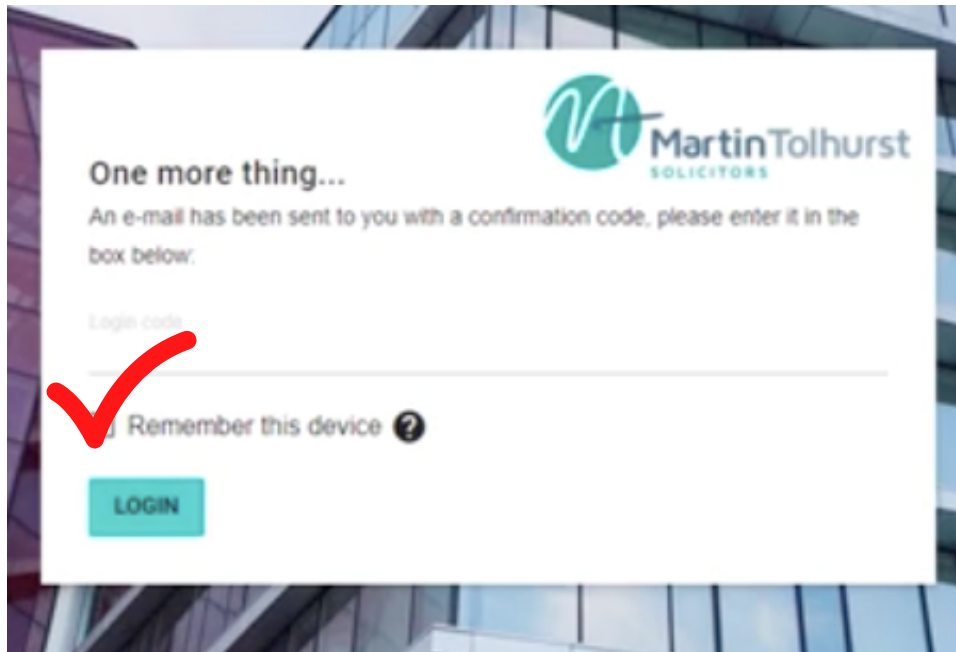 MartinTolhurst
SOLICITORS
One more thing...
An e-mail has been sent to you with a confirmation code, please enter it in the
box below:
Login code
Remember this device ?
LOGIN